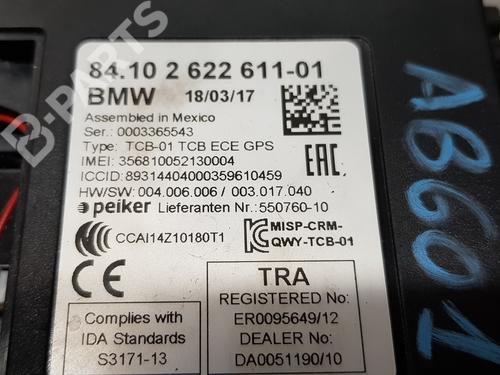 84.10 2 622 611-01
BMW 18/03/17
Assembled in Mexico
Ser.: 0003365543
Type: TCB-01 TCB ECE GPS
IMEI: 356810052130004
ICCID: 8931440400035961​0459
HW/SW: 004.006.006 / 003.017.040
peiker Lieferanten Nr.: 550760-10
CCAI14Z10180T1
MISP-CRM-
QWY-TCB-01
CE
EAC
Complies with
IDA Standards
S3171-13
TRA
REGISTERED No:
ER0095649/12
DEALER No:
DA0051190/10
AB601
B-PARTS